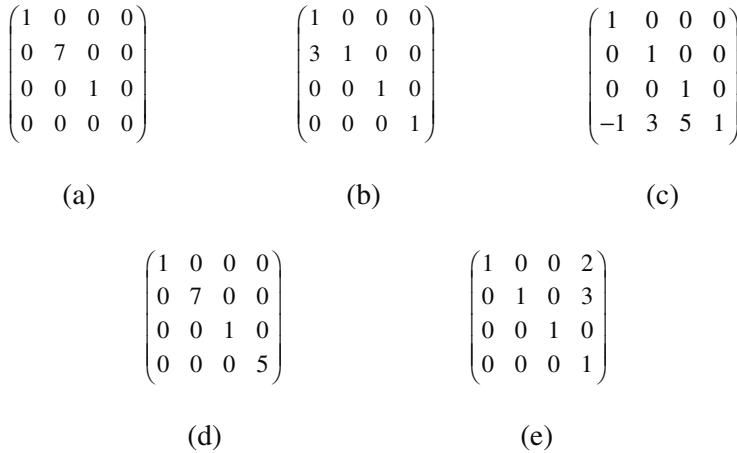 1 0 0 0 1 0 0 0 1 0 0 0
0 7 0 0 3 1 0 0 0 1 0 0
0 0 1 0 0 0 1 0 0 0 1 0
0 0 0 0 0 0 0 1 −1 3 5 1
(a) (b) (c)
1 0 0 0 1 0 0 2
0 7 0 0 0 1 0 3
0 0 1 0 0 0 1 0
0 0 0 5 0 0 0 1
(d) (e)